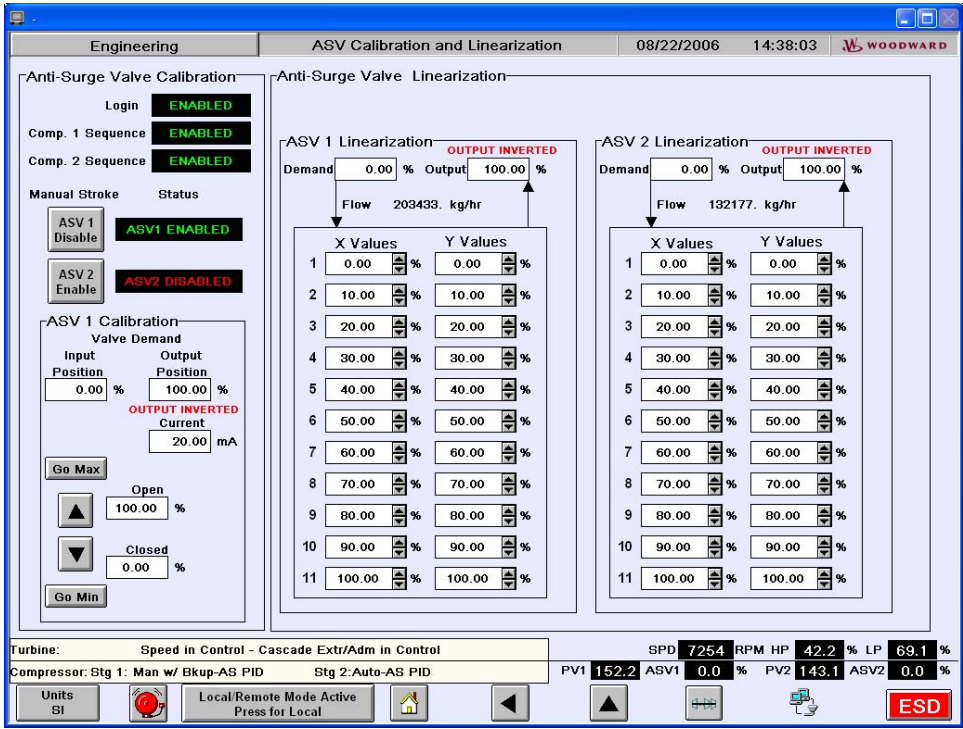 -
Engineering ASV Calibration and Linearization 08/22/2006 14:38:03 WOODWARD
Anti-Surge Valve Calibration
Login ENABLED
Comp. 1 Sequence ENABLED
Comp. 2 Sequence ENABLED
Manual Stroke Status
ASV 1
Disable
ASV1 ENABLED
ASV 2
Enable
ASV2 DISABLED
ASV 1 Calibration
Valve Demand
Input Output
Position Position
0.00 % 100.00 %
OUTPUT INVERTED
Current
20.00 mA
Go Max
Open
100.00 %
Closed
0.00 %
Go Min
Anti-Surge Valve Linearization
ASV 1 Linearization
OUTPUT INVERTED
Demand 0.00 % Output 100.00 %
Flow 203433. kg/hr
X Values Y Values
1 0.00 % 0.00 %
2 10.00 % 10.00 %
3 20.00 % 20.00 %
4 30.00 % 30.00 %
5 40.00 % 40.00 %
6 50.00 % 50.00 %
7 60.00 % 60.00 %
8 70.00 % 70.00 %
9 80.00 % 80.00 %
10 90.00 % 90.00 %
11 100.00 % 100.00 %
ASV 2 Linearization
OUTPUT INVERTED
Demand 0.00 % Output 100.00 %
Flow 132177. kg/hr
X Values Y Values
1 0.00 % 0.00 %
2 10.00 % 10.00 %
3 20.00 % 20.00 %
4 30.00 % 30.00 %
5 40.00 % 40.00 %
6 50.00 % 50.00 %
7 60.00 % 60.00 %
8 70.00 % 70.00 %
9 80.00 % 80.00 %
10 90.00 % 90.00 %
11 100.00 % 100.00 %
Turbine: Speed in Control - Cascade Extr/Adm in Control SPD 7254 RPM HP 42.2 % LP 69.1 %
Compressor: Stg 1: Man w/ Bkup-AS PID Stg 2:Auto-AS PID PV1 152.2 ASV1 0.0 % PV2 143.1 ASV2 0.0 %
Units
SI
Local/Remote Mode Active
Press for Local
ESD